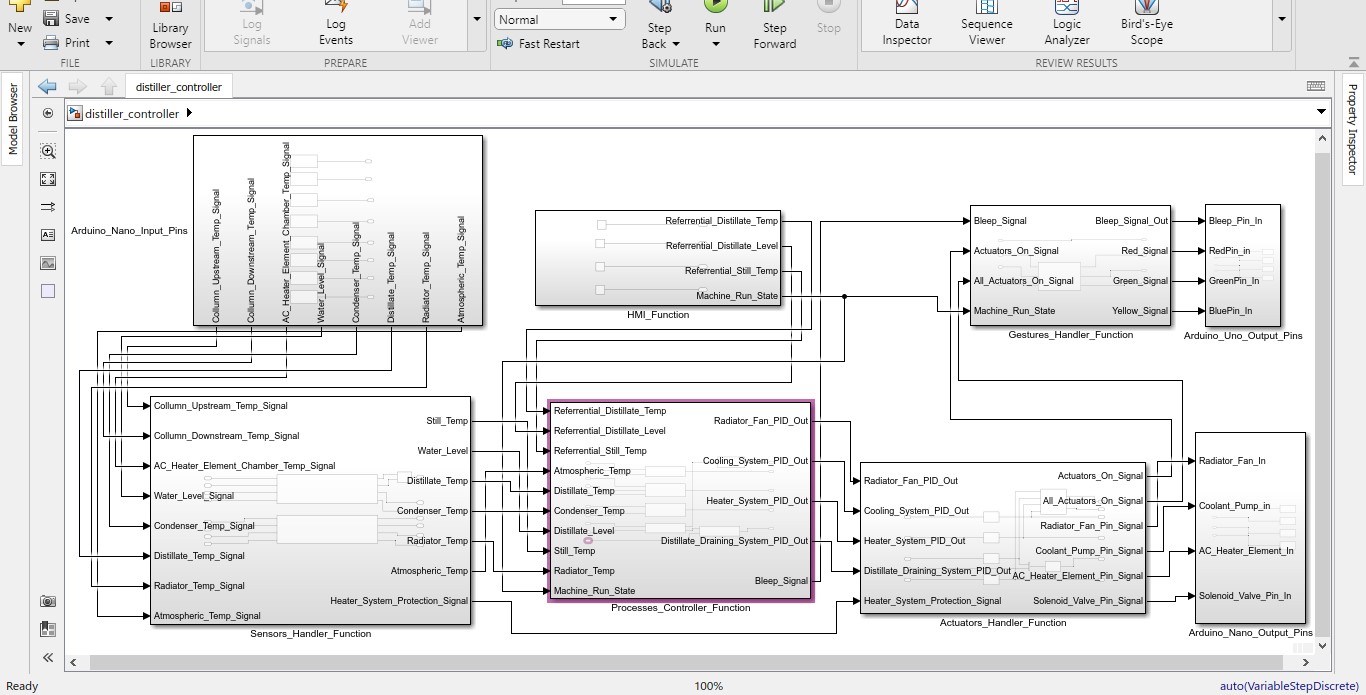 New
Save
Print
FILE
Library
Browser
LIBRARY
Log
Signals
Log
Events
Add
Viewer
PREPARE
Normal
Fast Restart
Step
Back
Run
Step
Forward
Stop
SIMULATE
Data
Inspector
Sequence
Viewer
Logic
Analyzer
Bird's-Eye
Scope
REVIEW RESULTS
Model Browser
distiller_controller
Property Inspector
distiller_controller
Arduino_Nano_Input_Pins
Collumn_Upstream_Temp_Signal
Collumn_Downstream_Temp_Signal
AC_Heater_Element_Chamber_Temp_Signal
Water_Level_Signal
Condenser_Temp_Signal
Distillate_Temp_Signal
Radiator_Temp_Signal
Atmospheric_Temp_Signal
Referrential_Distillate_Temp
Referrential_Distillate_Level
Referrential_Still_Temp
Machine_Run_State
HMI_Function
Bleep_Signal
Actuators_On_Signal
All_Actuators_On_Signal
Machine_Run_State
Bleep_Signal_Out
Red_Signal
Green_Signal
Yellow_Signal
Gestures_Handler_Function
Bleep_Pin_In
RedPin_in
GreenPin_In
BluePin_In
Arduino_Uno_Output_Pins
Collumn_Upstream_Temp_Signal
Collumn_Downstream_Temp_Signal
AC_Heater_Element_Chamber_Temp_Signal
Water_Level_Signal
Condenser_Temp_Signal
Distillate_Temp_Signal
Radiator_Temp_Signal
Atmospheric_Temp_Signal
Still_Temp
Water_Level
Distillate_Temp
Condenser_Temp
Radiator_Temp
Atmospheric_Temp
Heater_System_Protection_Signal
Sensors_Handler_Function
Referrential_Distillate_Temp
Referrential_Distillate_Level
Referrential_Still_Temp
Atmospheric_Temp
Distillate_Temp
Condenser_Temp
Distillate_Level
Still_Temp
Radiator_Temp
Machine_Run_State
Radiator_Fan_PID_Out
Cooling_System_PID_Out
Heater_System_PID_Out
Distillate_Draining_System_PID_Out
Bleep_Signal
Processes_Controller_Function
Radiator_Fan_PID_Out
Cooling_System_PID_Out
Heater_System_PID_Out
Distillate_Draining_System_PID_Out
Heater_System_Protection_Signal
Actuators_On_Signal
All_Actuators_On_Signal
Radiator_Fan_Pin_Signal
Coolant_Pump_Pin_Signal
AC_Heater_Element_Pin_Signal
Solenoid_Valve_Pin_Signal
Actuators_Handler_Function
Radiator_Fan_In
Coolant_Pump_in
AC_Heater_Element_In
Solenoid_Valve_Pin_In
Arduino_Nano_Output_Pins
Ready
100%
auto(VariableStepDiscrete)